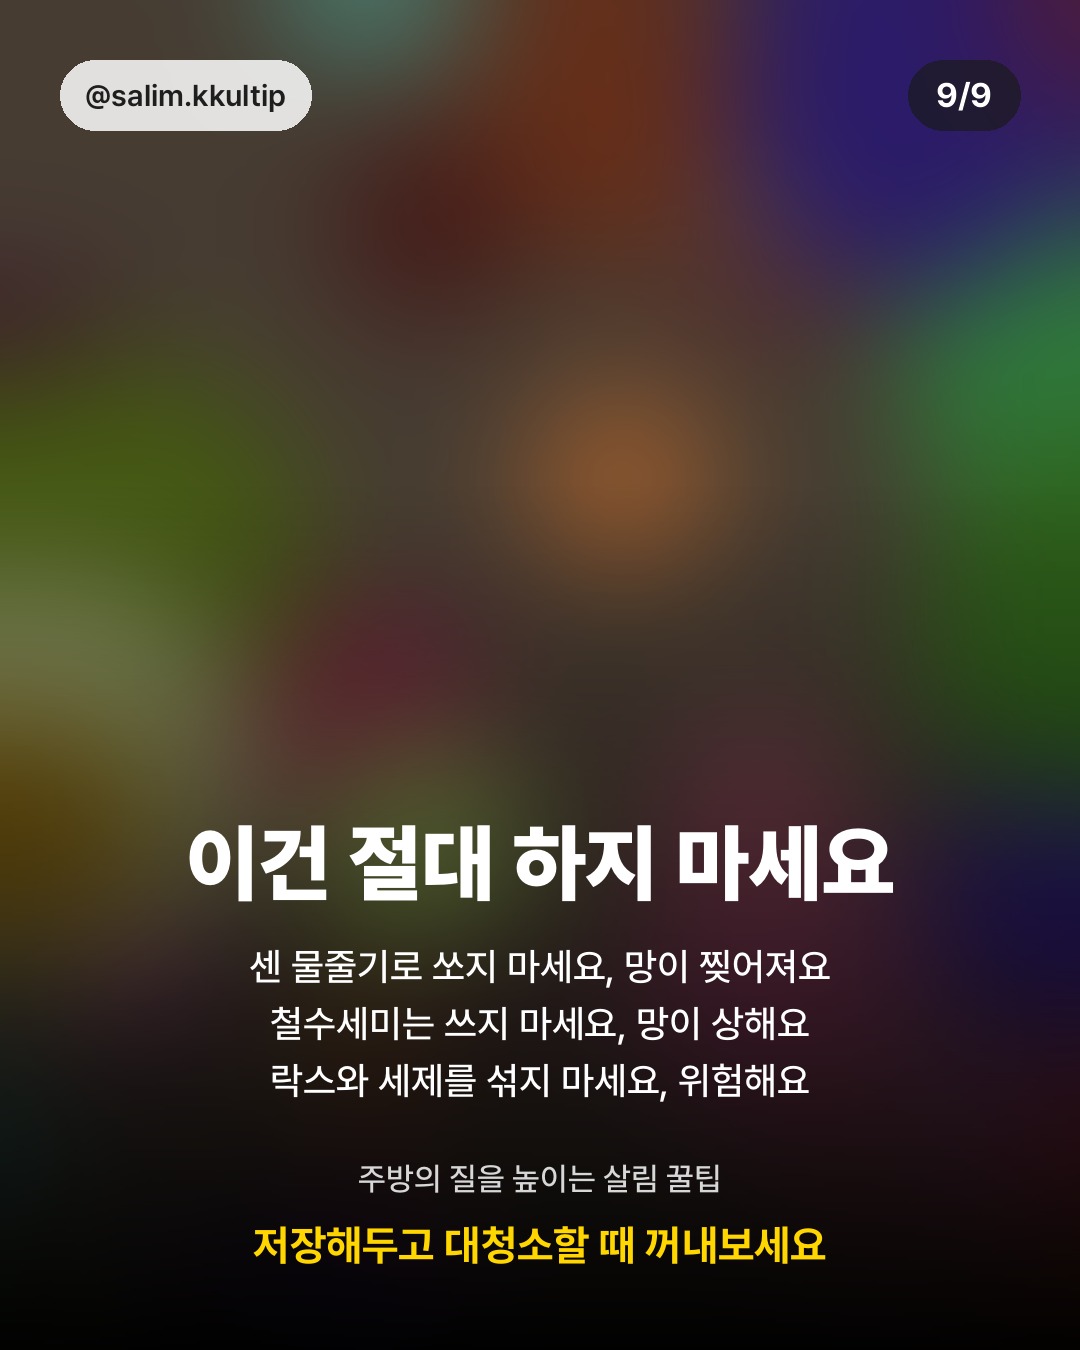 @salim.kkultip
9/9
이건 절대 하지 마세요
센 물줄기로 쏘지 마세요, 망이 찢어져요
철수세미는 쓰지 마세요, 망이 상해요
락스와 세제를 섞지 마세요, 위험해요
주방의 질을 높이는 살림 꿀팁
저장해두고 대청소할 때 꺼내보세요